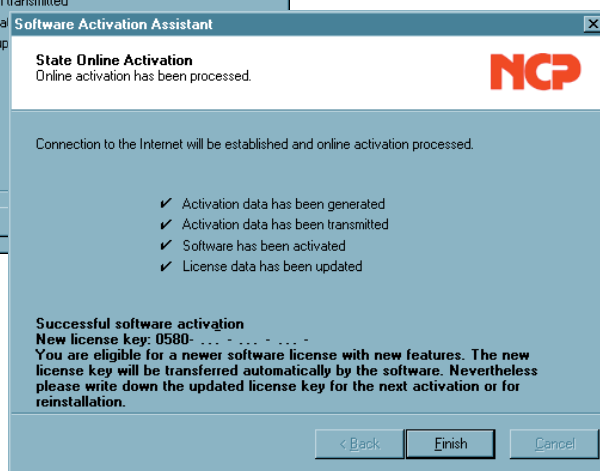 transmitted
Software Activation Assistant
State Online Activation
Online activation has been processed.
NCP
Connection to the Internet will be established and online activation processed.
✔ Activation data has been generated
✔ Activation data has been transmitted
✔ Software has been activated
✔ License data has been updated
Successful software activation
New license key: 0580- ... - ... - ... -
You are eligible for a newer software license with new features. The new
license key will be transferred automatically by the software. Nevertheless
please write down the updated license key for the next activation or for
reinstallation.
< Back
Finish
Cancel